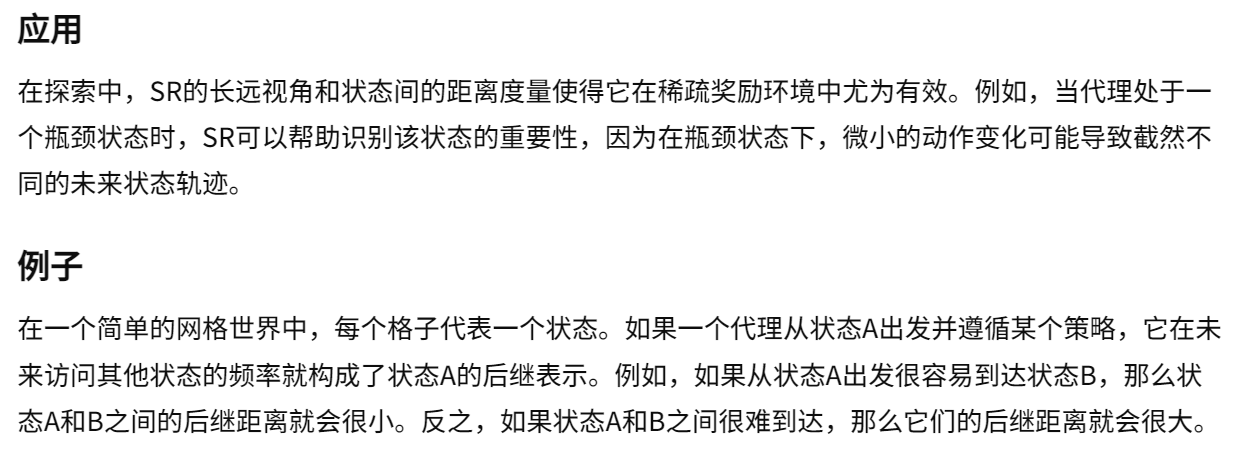 应用
在探索中，SR的长远视角和状态间的距离度量使得它在稀疏奖励环境中尤为有效。例如，当代理处于一
个瓶颈状态时，SR可以帮助识别该状态的重要性，因为在瓶颈状态下，微小的动作变化可能导致截然不
同的未来状态轨迹。
例子
在一个简单的网格世界中，每个格子代表一个状态。如果一个代理从状态A出发并遵循某个策略，它在未
来访问其他状态的频率就构成了状态A的后继表示。例如，如果从状态A出发很容易到达状态B，那么状
态A和B之间的后继距离就会很小。反之，如果状态A和B之间很难到达，那么它们的后继距离就会很大。